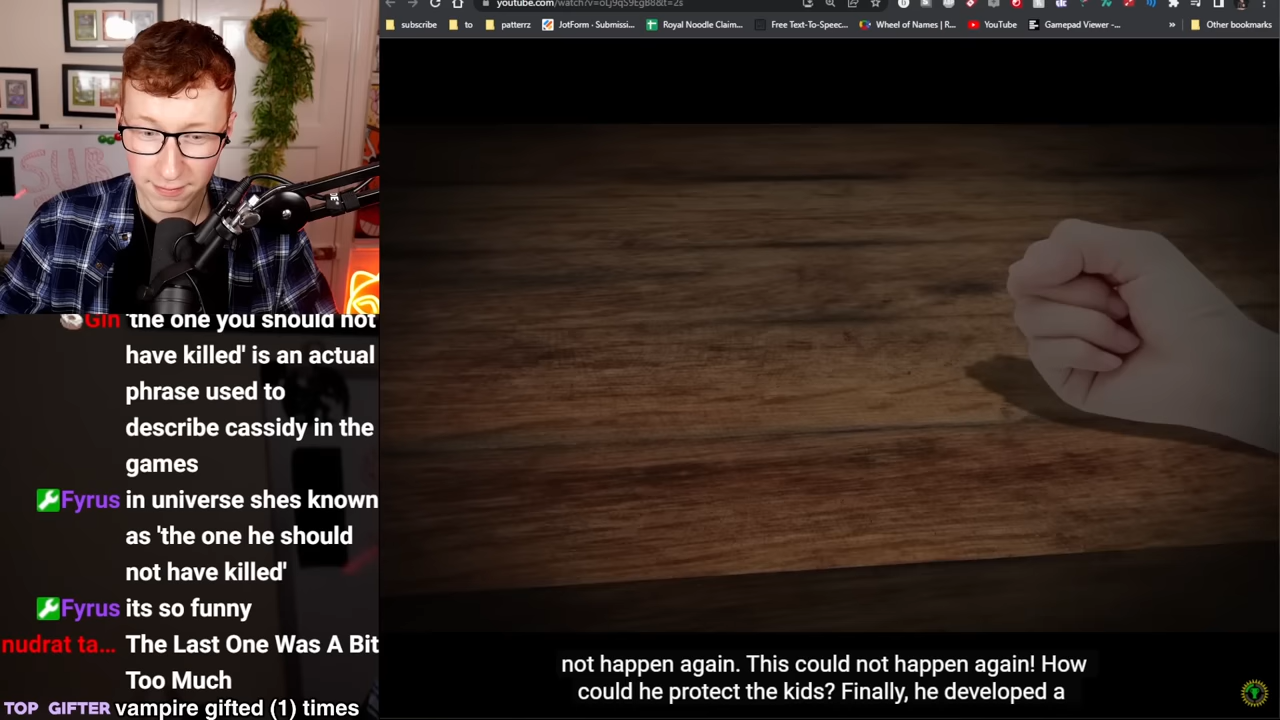 youtube.com/watch?v=oLj9qS9EgB8&t=2s
subscribe
to
patterz
JotForm - Submissi...
Royal Noodle Claim...
Free Text-To-Speec...
Wheel of Names | R...
YouTube
Gamepad Viewer -...
»
Other bookmarks
SUB
Gin 'the one you should not
have killed' is an actual
phrase used to
describe cassidy in the
games
Fyrus in universe shes known
as 'the one he should
not have killed'
Fyrus its so funny
nudrat ta... The Last One Was A Bit
Too Much
TOP GIFTER vampire gifted (1) times
not happen again. This could not happen again! How
could he protect the kids? Finally, he developed a